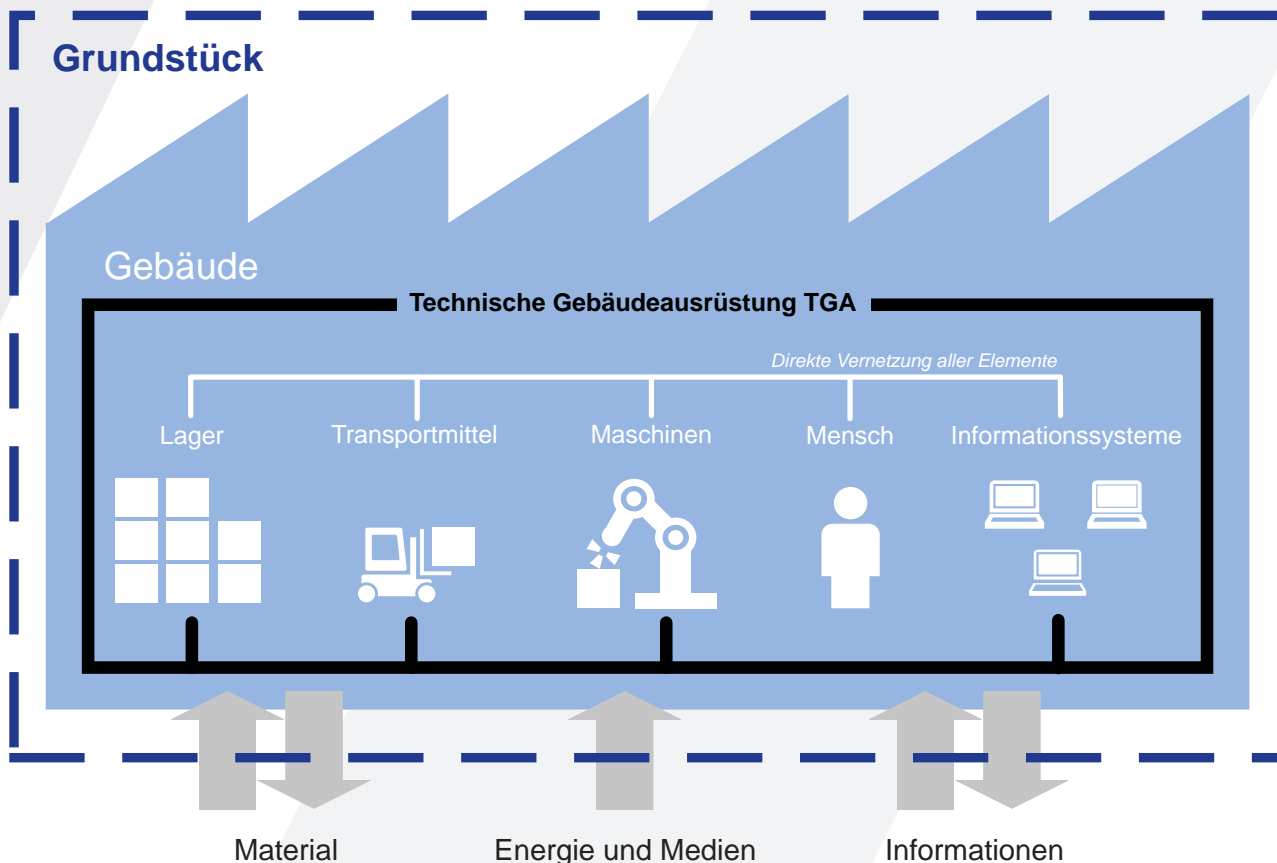 Grundstück
Gebäude
Technische Gebäudeausrüstung TGA
Direkte Vernetzung aller Elemente
Lager
Transportmittel
Maschinen
Mensch
Informationssysteme
Material
Energie und Medien
Informationen